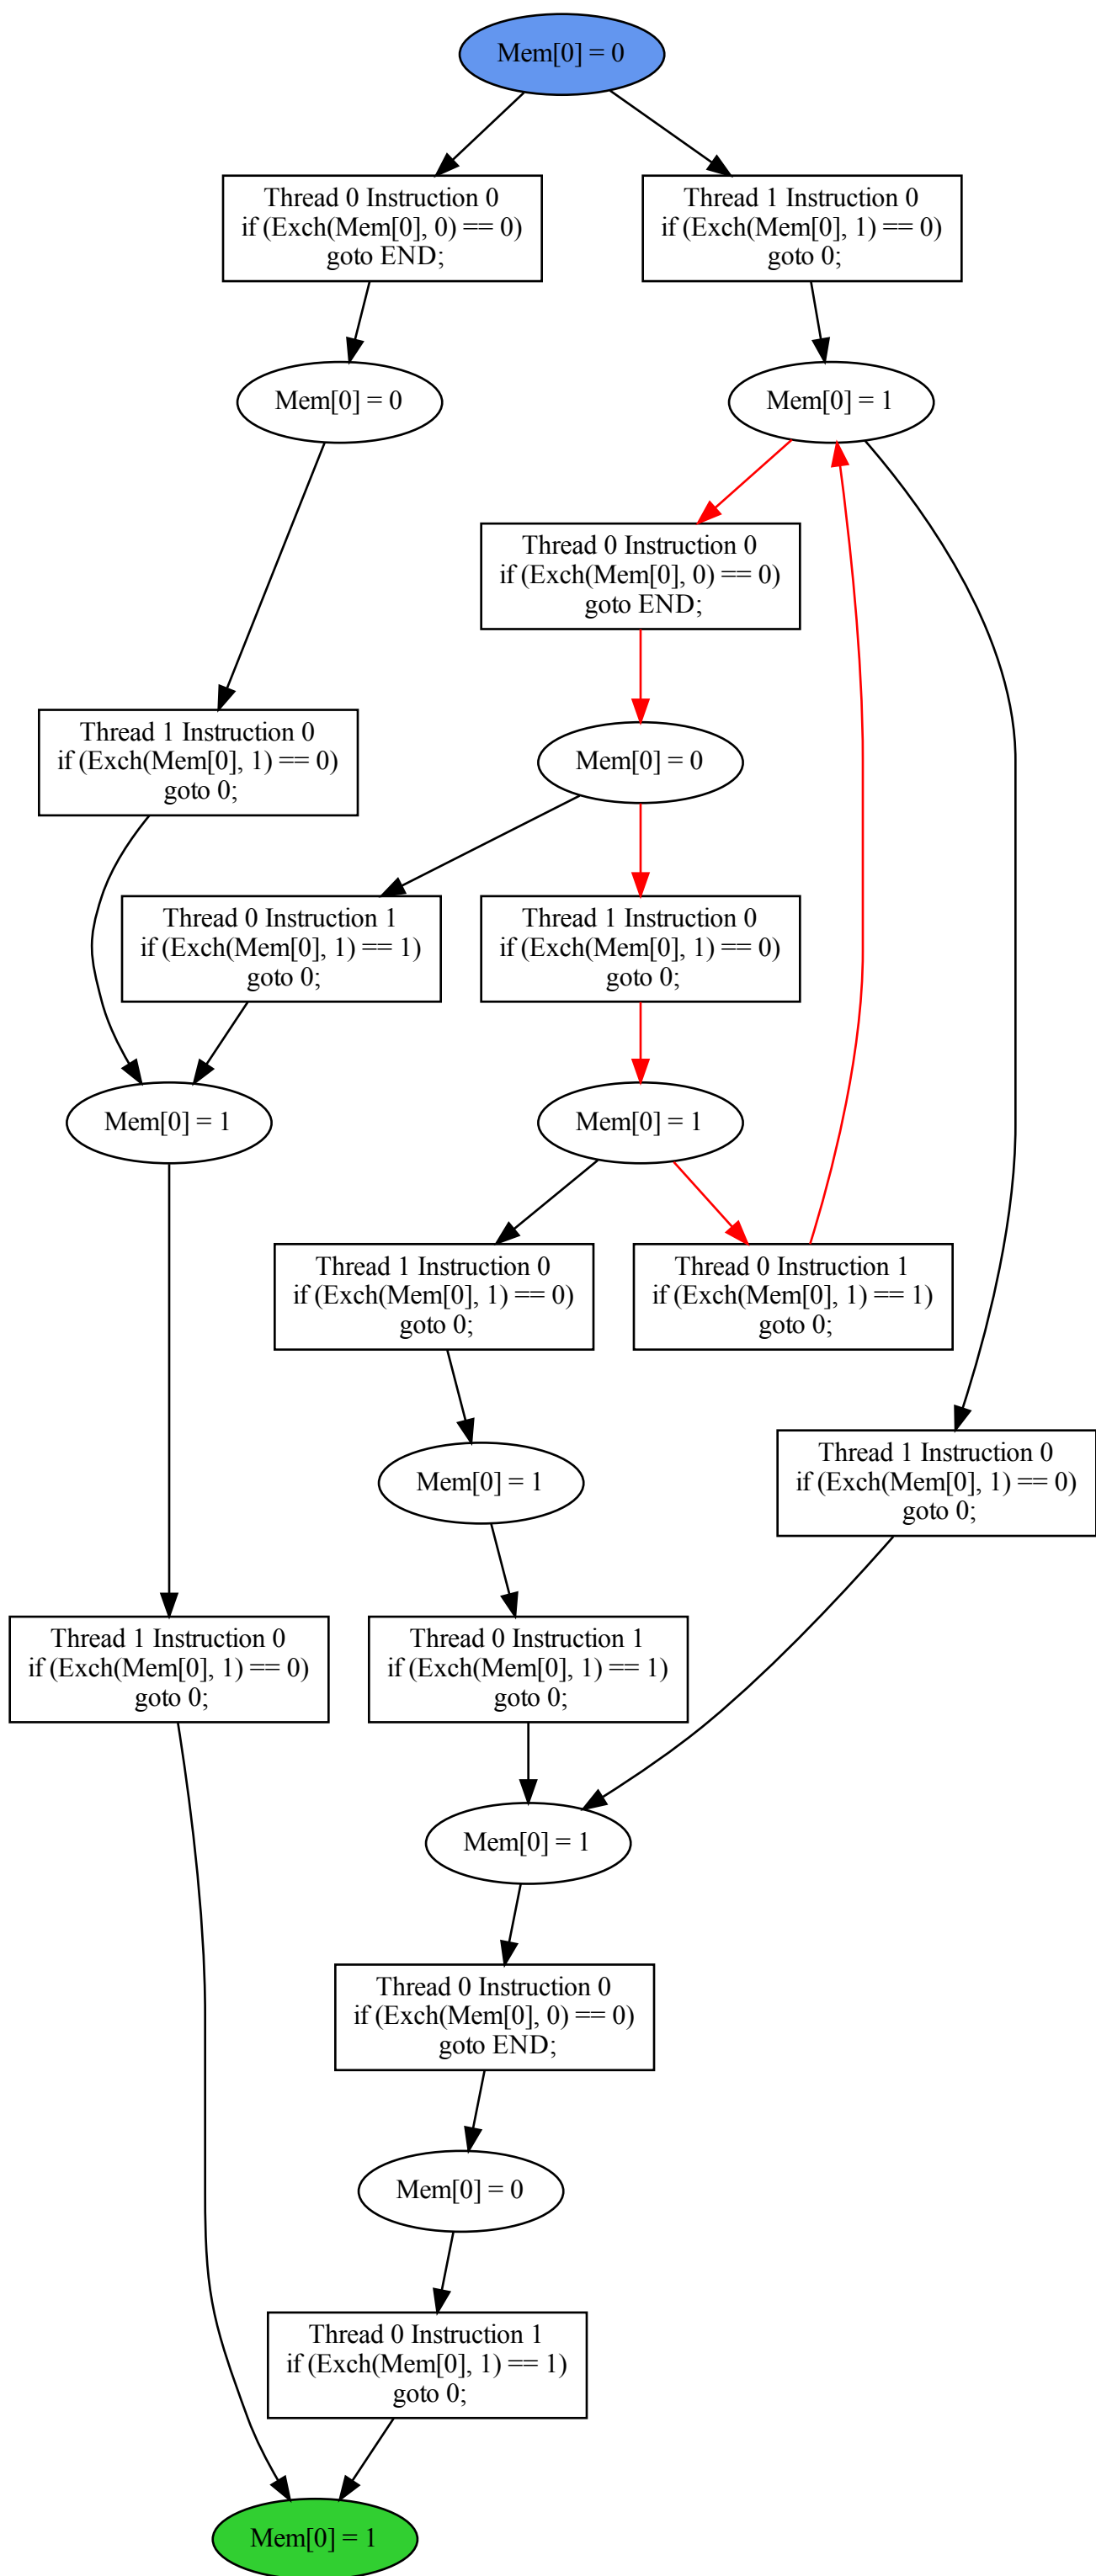 Mem[0] = 0
Thread 0 Instruction 0
if (Exch(Mem[0], 0) == 0)
goto END;
Thread 1 Instruction 0
if (Exch(Mem[0], 1) == 0)
goto 0;
Mem[0] = 0
Mem[0] = 1
Thread 0 Instruction 0
if (Exch(Mem[0], 0) == 0)
goto END;
Thread 1 Instruction 0
if (Exch(Mem[0], 1) == 0)
goto 0;
Mem[0] = 0
Thread 0 Instruction 1
if (Exch(Mem[0], 1) == 1)
goto 0;
Thread 1 Instruction 0
if (Exch(Mem[0], 1) == 0)
goto 0;
Mem[0] = 1
Mem[0] = 1
Thread 1 Instruction 0
if (Exch(Mem[0], 1) == 0)
goto 0;
Thread 0 Instruction 1
if (Exch(Mem[0], 1) == 1)
goto 0;
Mem[0] = 1
Thread 1 Instruction 0
if (Exch(Mem[0], 1) == 0)
goto 0;
Thread 1 Instruction 0
if (Exch(Mem[0], 1) == 0)
goto 0;
Thread 0 Instruction 1
if (Exch(Mem[0], 1) == 1)
goto 0;
Mem[0] = 1
Thread 0 Instruction 0
if (Exch(Mem[0], 0) == 0)
goto END;
Mem[0] = 0
Thread 0 Instruction 1
if (Exch(Mem[0], 1) == 1)
goto 0;
Mem[0] = 1